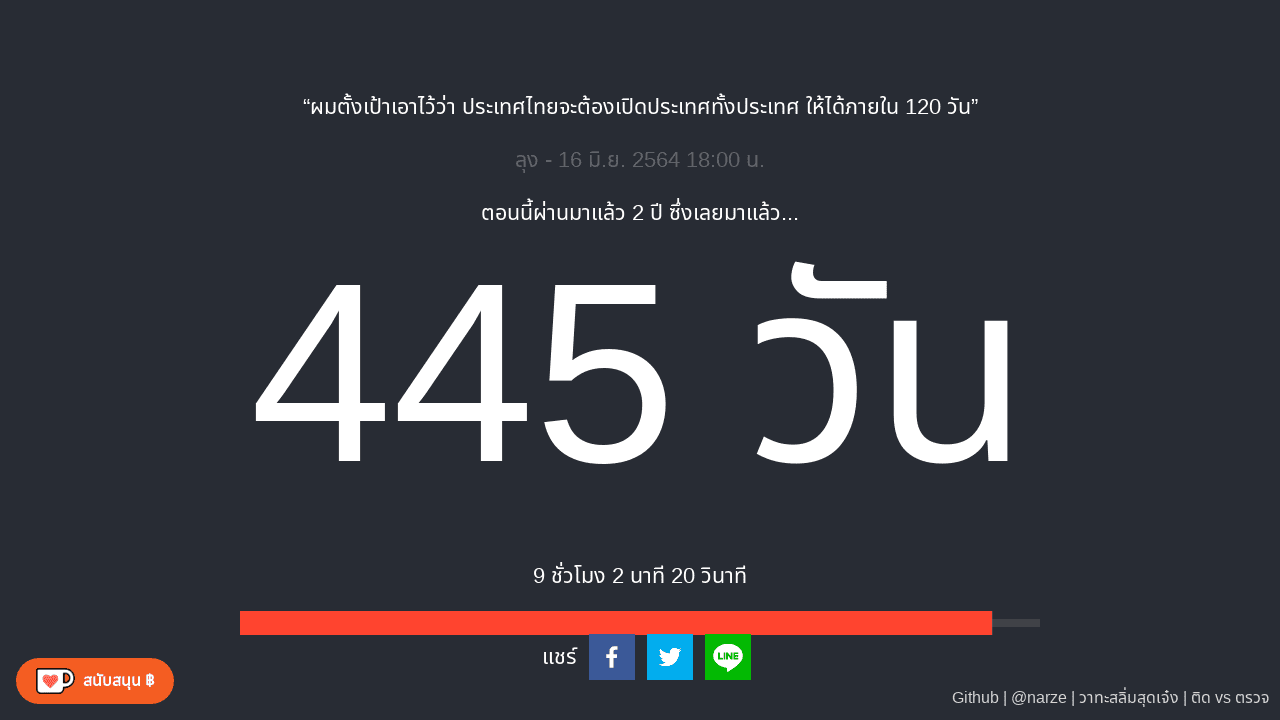 “ผมตั้งเป้าเอาไว้ว่า ประเทศไทยจะต้องเปิดประเทศทั้งประเทศ ให้ได้ภายใน 120 วัน”
ลุง - 16 มิ.ย. 2564 18:00 น.
ตอนนี้ผ่านมาแล้ว 2 ปี ซึ่งเลยมาแล้ว...
445 วัน
9 ชั่วโมง 2 นาที 20 วินาที
แชร์
LINE
สนับสนุน ฿
Github | @narze | วาทะสลิ่มสุดเจ๋ง | ติด vs ตรวจ